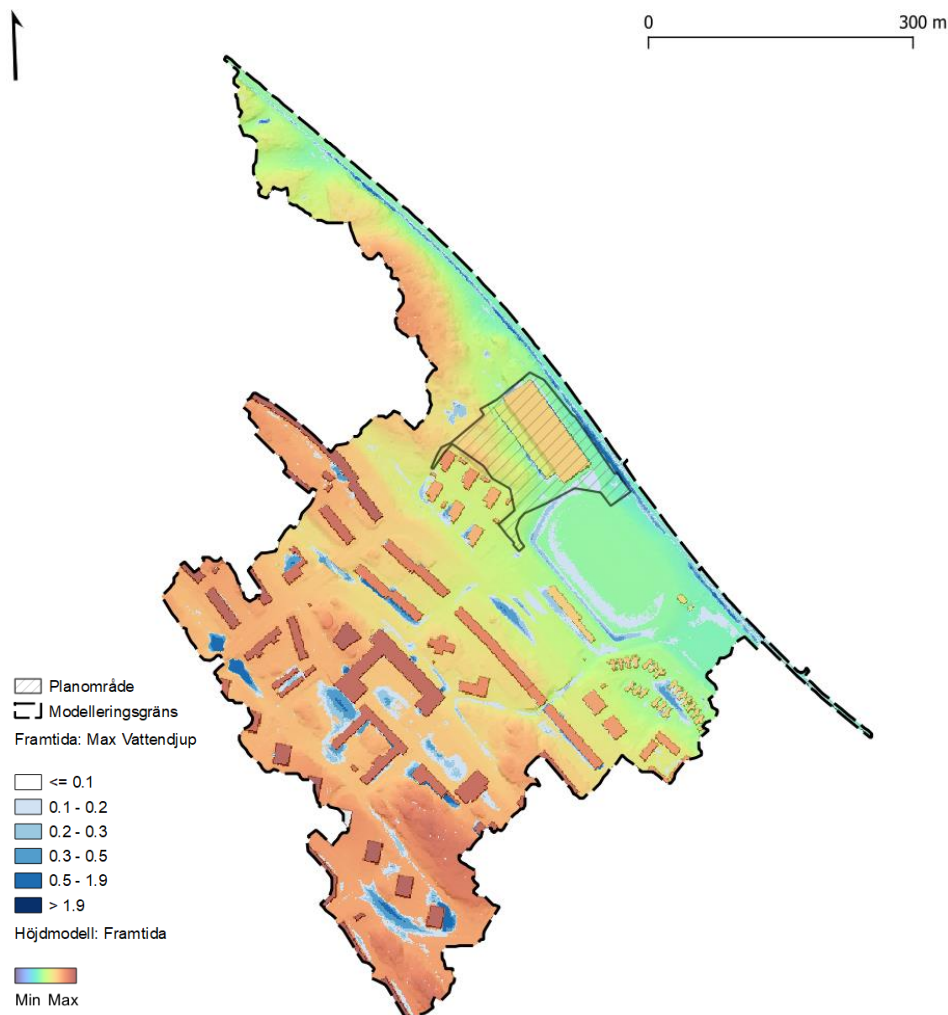 0 300 m
Planområde
Modelleringsgräns
Framtida: Max Vattendjup
<= 0.1
0.1 - 0.2
0.2 - 0.3
0.3 - 0.5
0.5 - 1.9
> 1.9
Höjdmodell: Framtida
Min Max